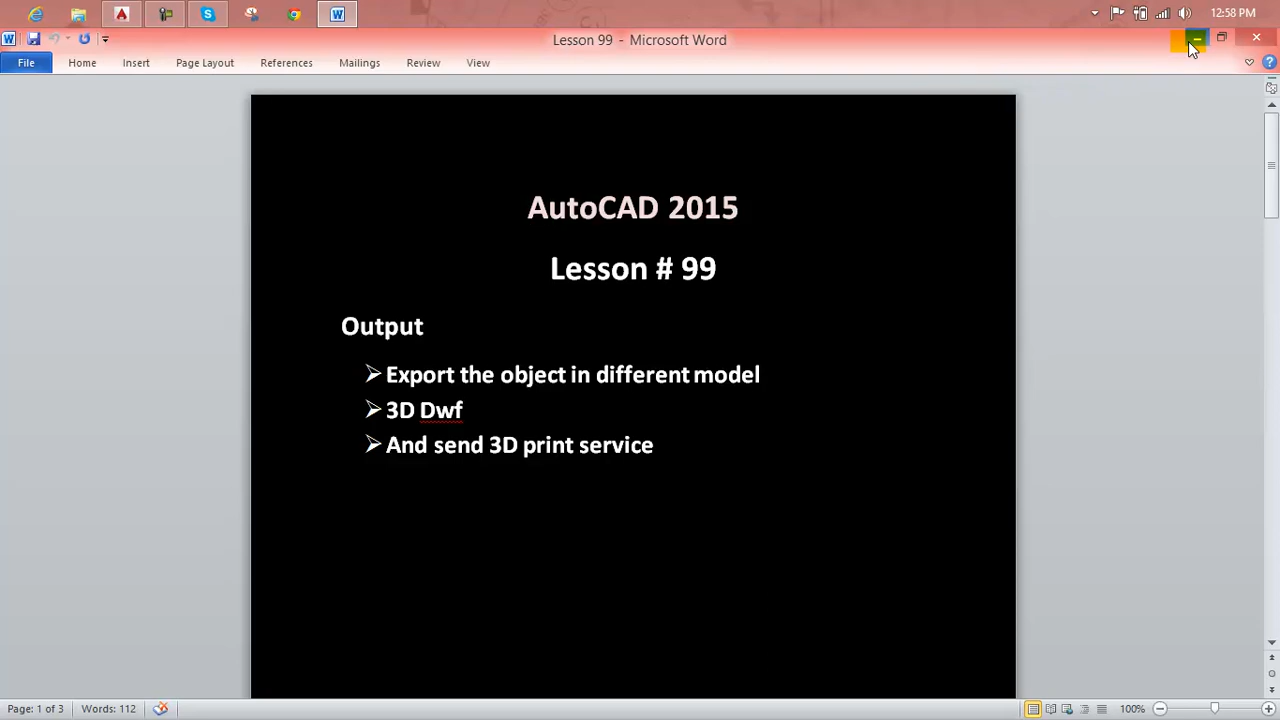 12:58 PM
Lesson 99 - Microsoft Word
File Home Insert Page Layout References Mailings Review View
AutoCAD 2015
Lesson # 99
Output
Export the object in different model
3D Dwf
And send 3D print service
Page: 1 of 3 Words: 112 100%